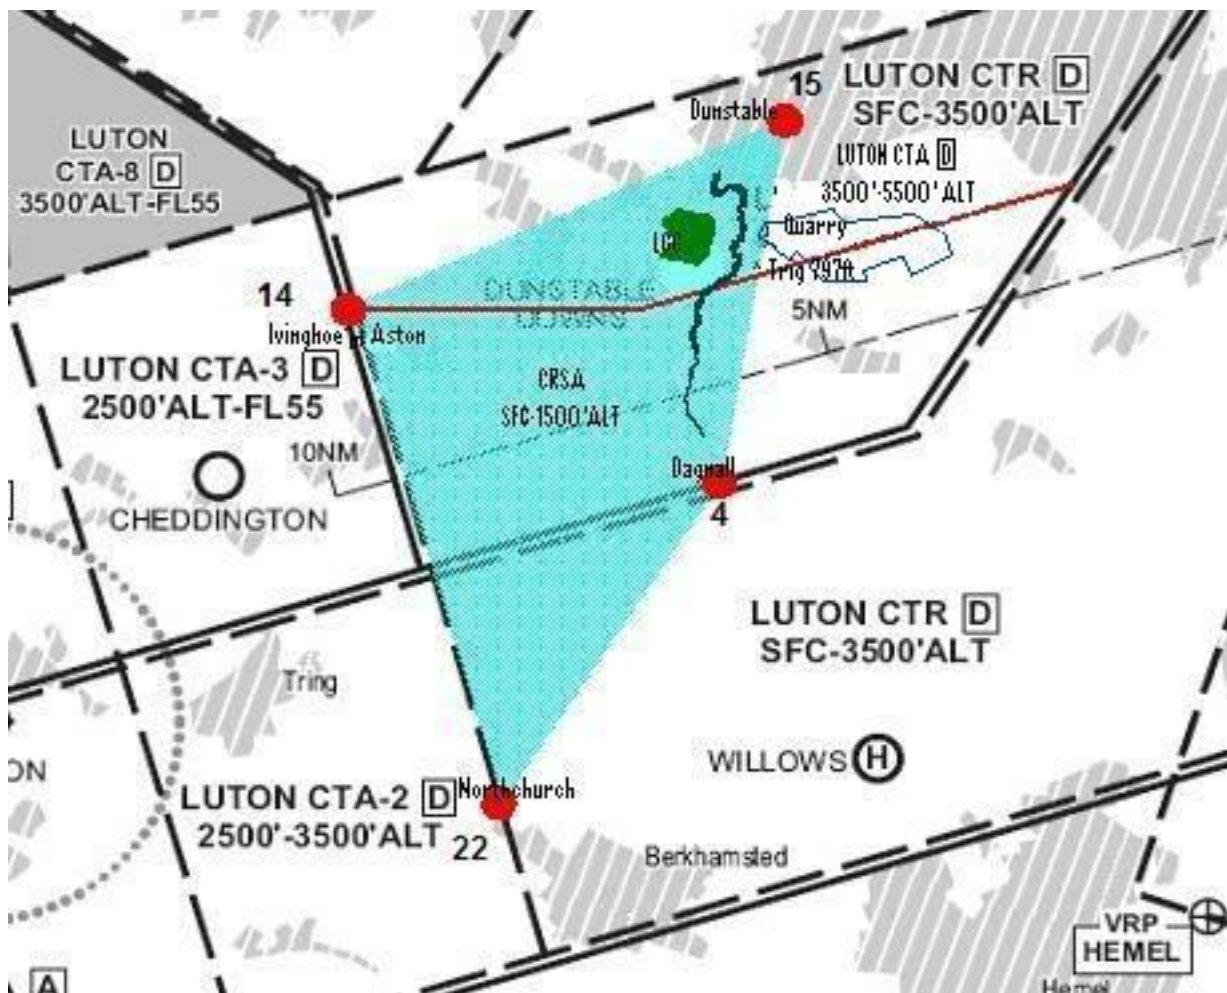 15
LUTON CTR D
SFC-3500'ALT
Dunstable
LUTON
CTA-8 D
3500'ALT-FL55
LUTON CTA D
3500'-5500' ALT
Quarry
LGC
Trig 797ft
14
DUNSTABLE
DOWNS
5NM
Ivinghoe Aston
LUTON CTA-3 D
2500'ALT-FL55
CRSA
SFC-1500'ALT
10NM
Dagnall
4
CHEDDINGTON
LUTON CTR D
SFC-3500'ALT
Tring
ON
WILLOWS H
LUTON CTA-2 D
2500'-3500'ALT
Northchurch
22
Berkhamsted
VRP
HEMEL
A
Hemel